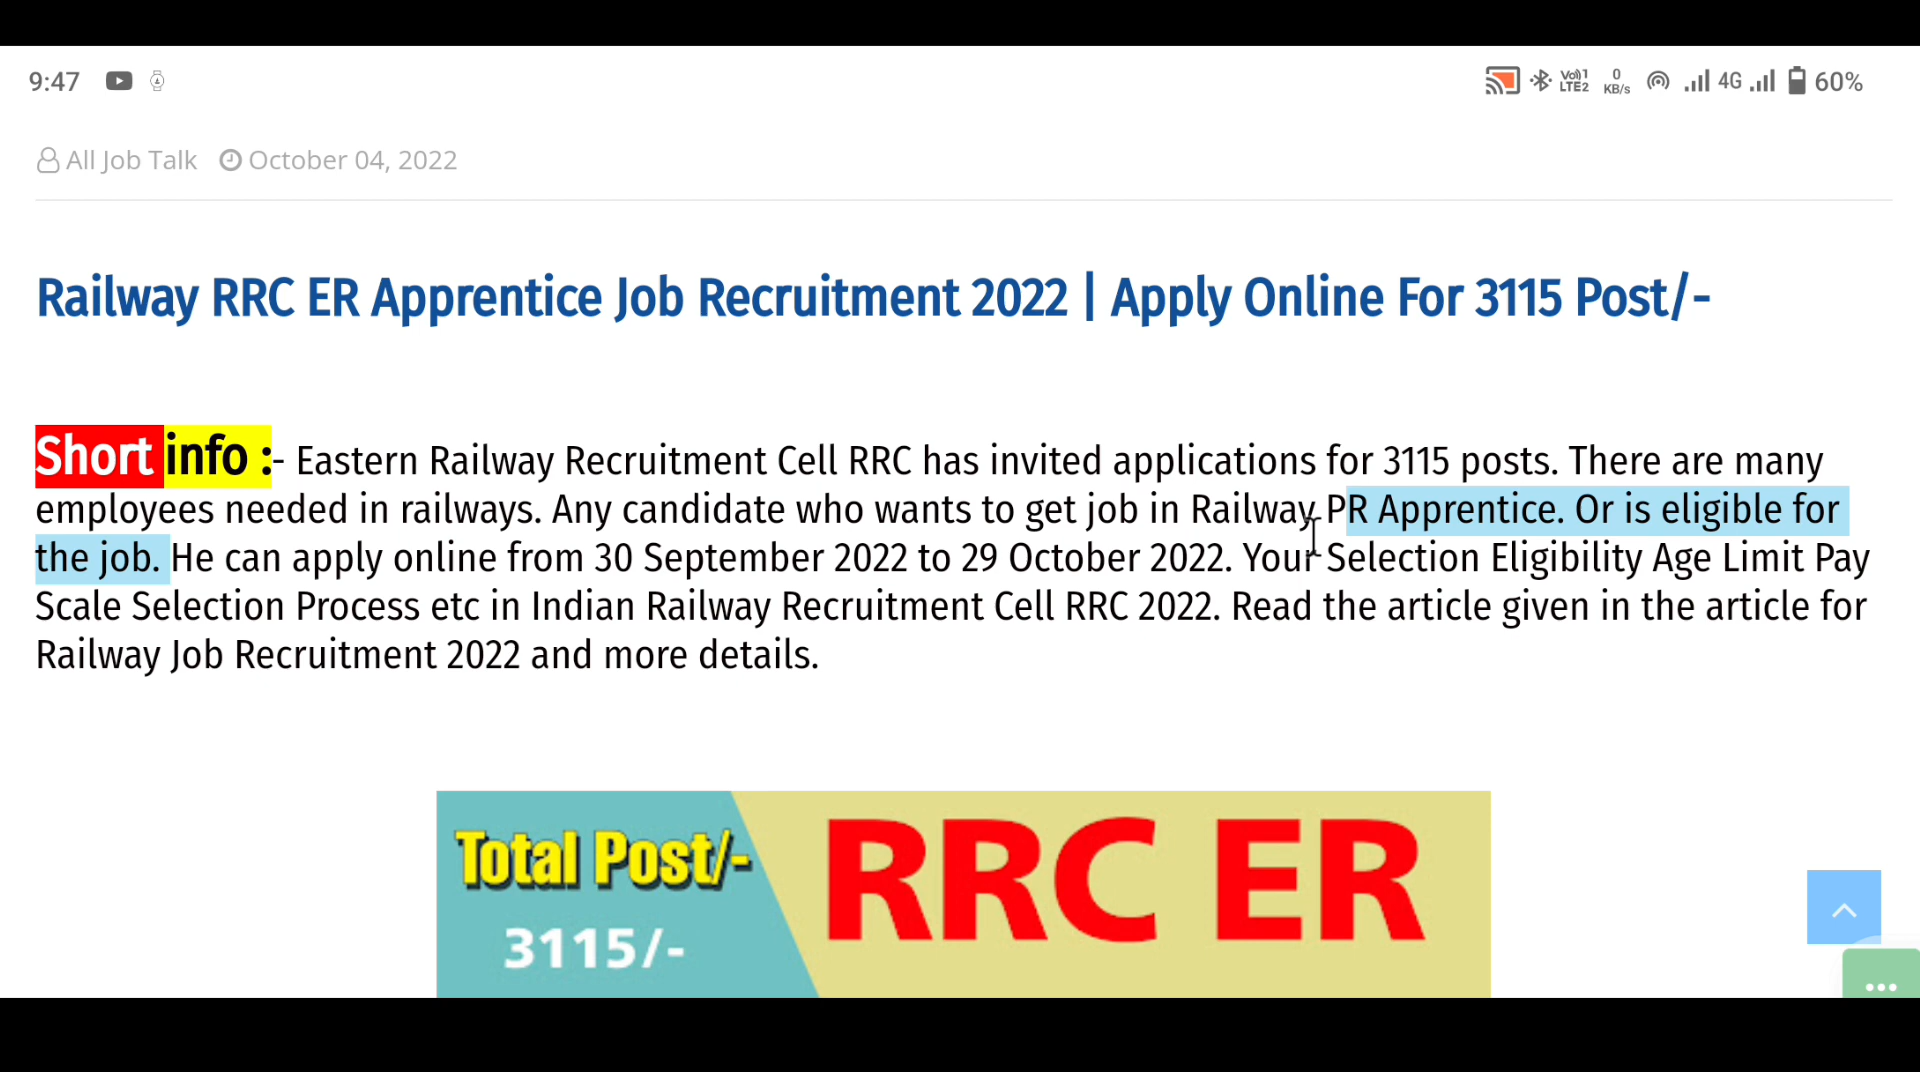 9:47
Vo)) 1
LTE2
0
KB/s
4G
60%
All Job Talk October 04, 2022
Railway RRC ER Apprentice Job Recruitment 2022 | Apply Online For 3115 Post/-
Short info :- Eastern Railway Recruitment Cell RRC has invited applications for 3115 posts. There are many
employees needed in railways. Any candidate who wants to get job in Railway PR Apprentice. Or is eligible for
the job. He can apply online from 30 September 2022 to 29 October 2022. Your Selection Eligibility Age Limit Pay
Scale Selection Process etc in Indian Railway Recruitment Cell RRC 2022. Read the article given in the article for
Railway Job Recruitment 2022 and more details.
Total Post/-
3115/-
RRC ER